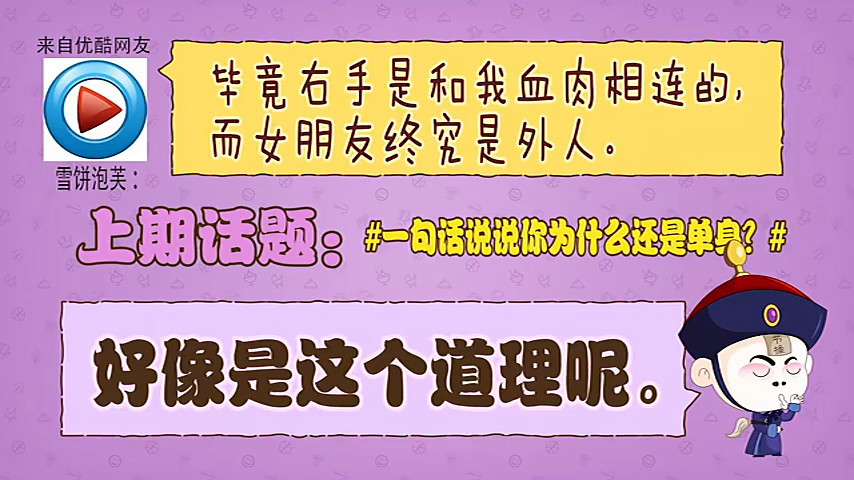 来自优酷网友
雪饼泡芙：
毕竟右手是和我血肉相连的，
而女朋友终究是外人。
上期话题：#一句话说说你为什么还是单身？#
好像是这个道理呢。
节操